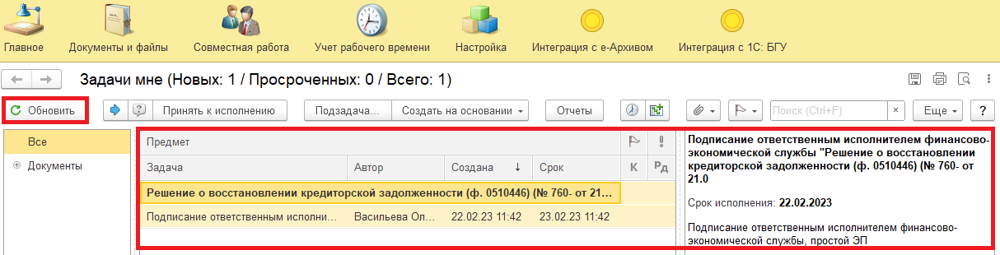 Главное Документы и файлы Совместная работа Учет рабочего времени Настройка Интеграция с е-Архивом Интеграция с 1С: БГУ
Задачи мне (Новых: 1 / Просроченных: 0 / Всего: 1)
Обновить Принять к исполнению Подзадача... Создать на основании Отчеты Поиск (Ctrl+F) × Еще ?
Все
Документы
Предмет
Задача Автор Создана ↓ Срок К Рд
Решение о восстановлении кредиторской задолженности (ф. 0510446) (№ 760- от 21...
Подписание ответственным исполни... Васильева Ол... 22.02.23 11:42 23.02.23 11:42
Подписание ответственным исполнителем финансово-
экономической службы "Решение о восстановлении
кредиторской задолженности (ф. 0510446) (№ 760- от
21.0
Срок исполнения: 22.02.2023
Подписание ответственным исполнителем финансово-
экономической службы, простой ЭП